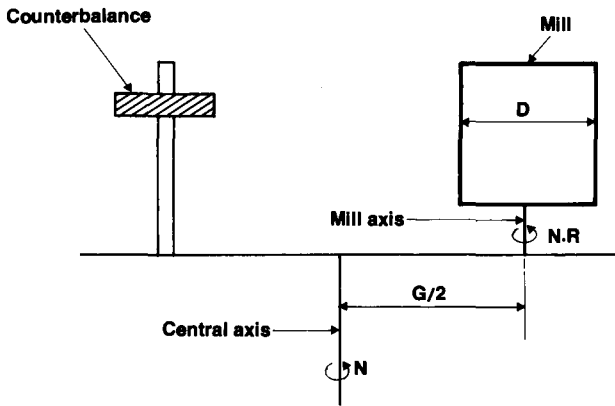 Counterbalance
Mill
D
Mill axis
N.R
G/2
Central axis
N